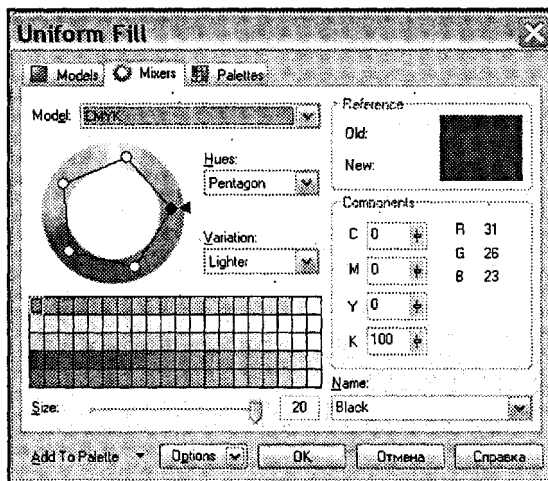 Uniform Fill
Models Mixers Palettes
Model: CMYK
Hues:
Pentagon
Variation:
Lighter
Size: 20
Reference
Old:
New:
Components
C 0 R 31
M 0 G 26
Y 0 B 23
K 100
Name:
Black
Add To Palette Options OK Отмена Справка